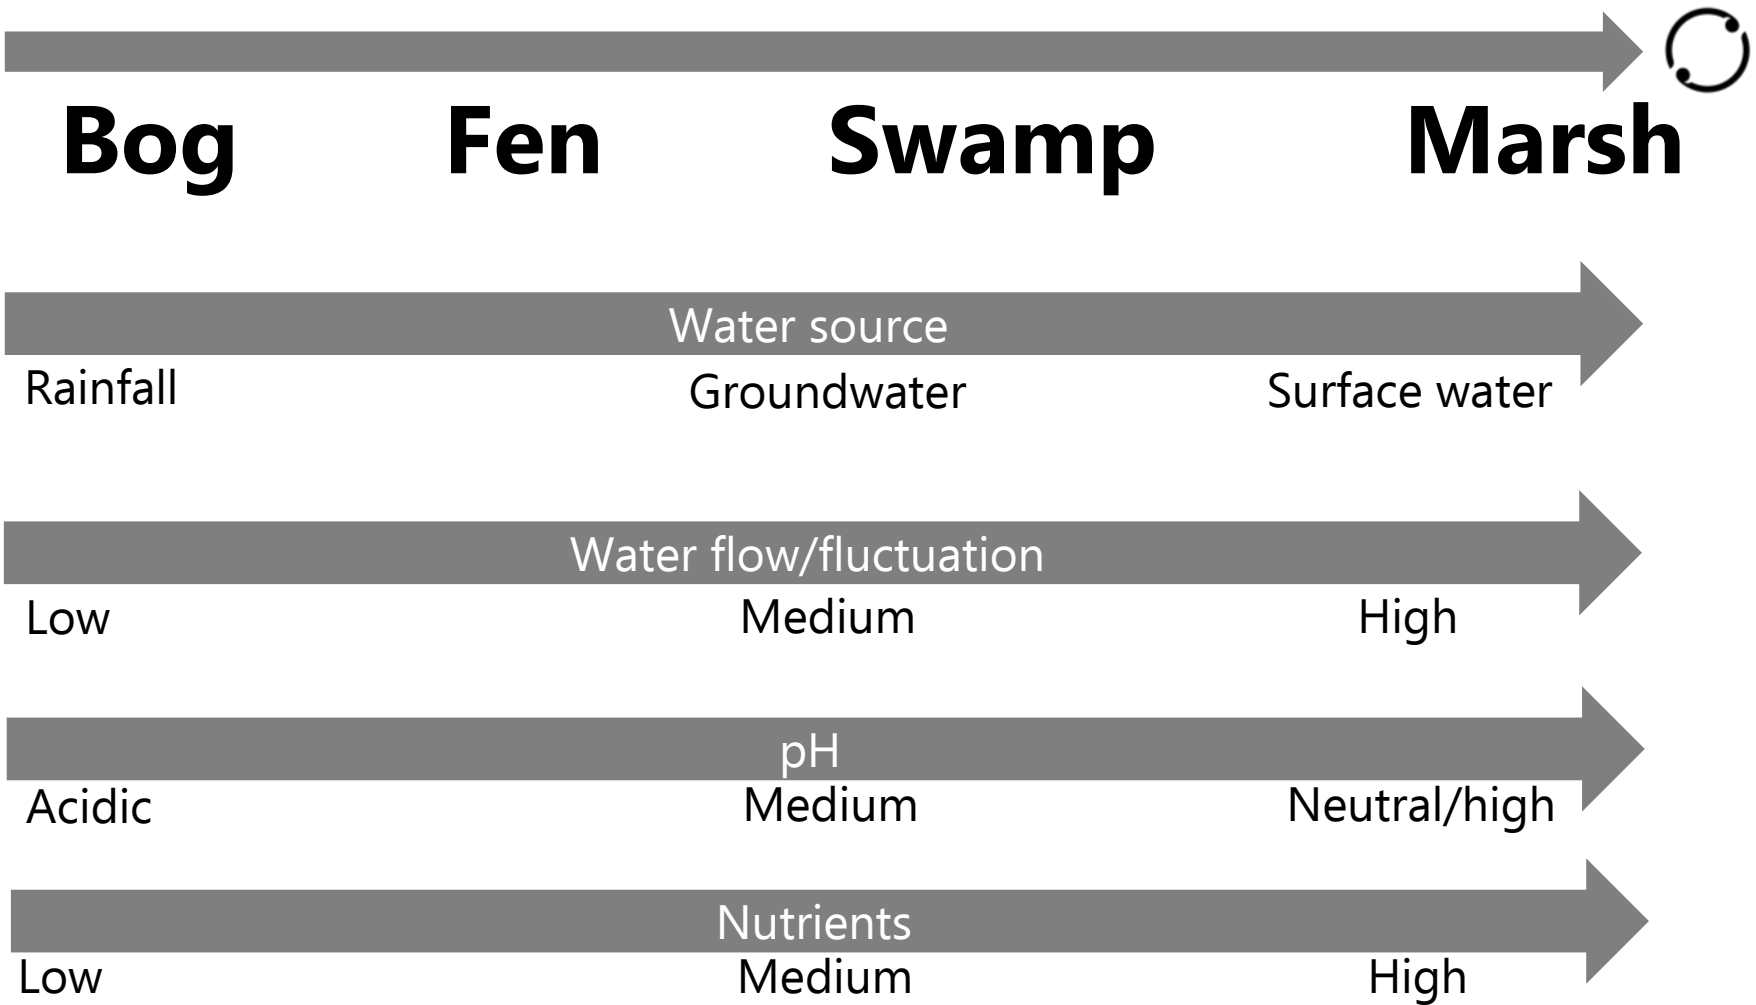 Bog Fen Swamp Marsh
Water source
Rainfall Groundwater Surface water
Water flow/fluctuation
Low Medium High
pH
Acidic Medium Neutral/high
Nutrients
Low Medium High